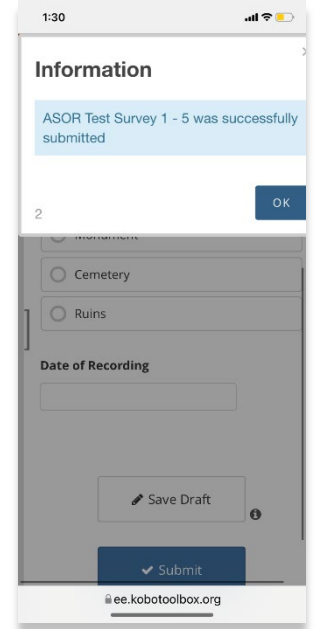 1:30
Information
ASOR Test Survey 1 - 5 was successfully
submitted
OK
2
Monument
Cemetery
Ruins
Date of Recording
Save Draft
Submit
ee.kobotoolbox.org